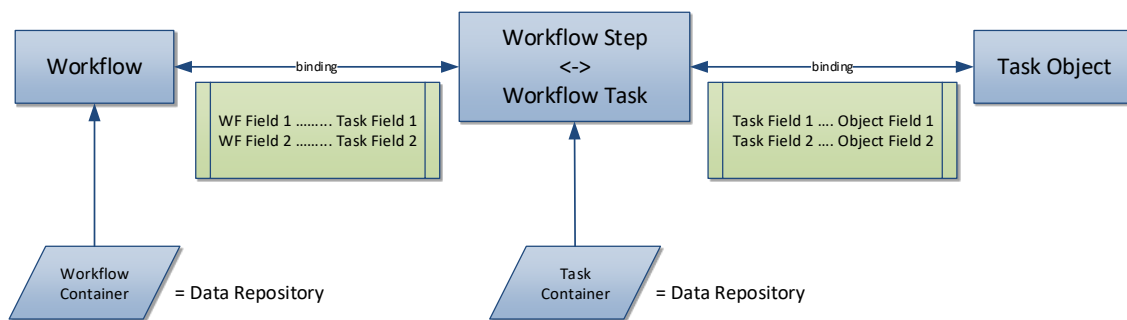 Workflow
binding
Workflow Step
<->
Workflow Task
binding
Task Object
WF Field 1 ......... Task Field 1
WF Field 2 ......... Task Field 2
Task Field 1 .... Object Field 1
Task Field 2 .... Object Field 2
Workflow
Container
= Data Repository
Task
Container
= Data Repository